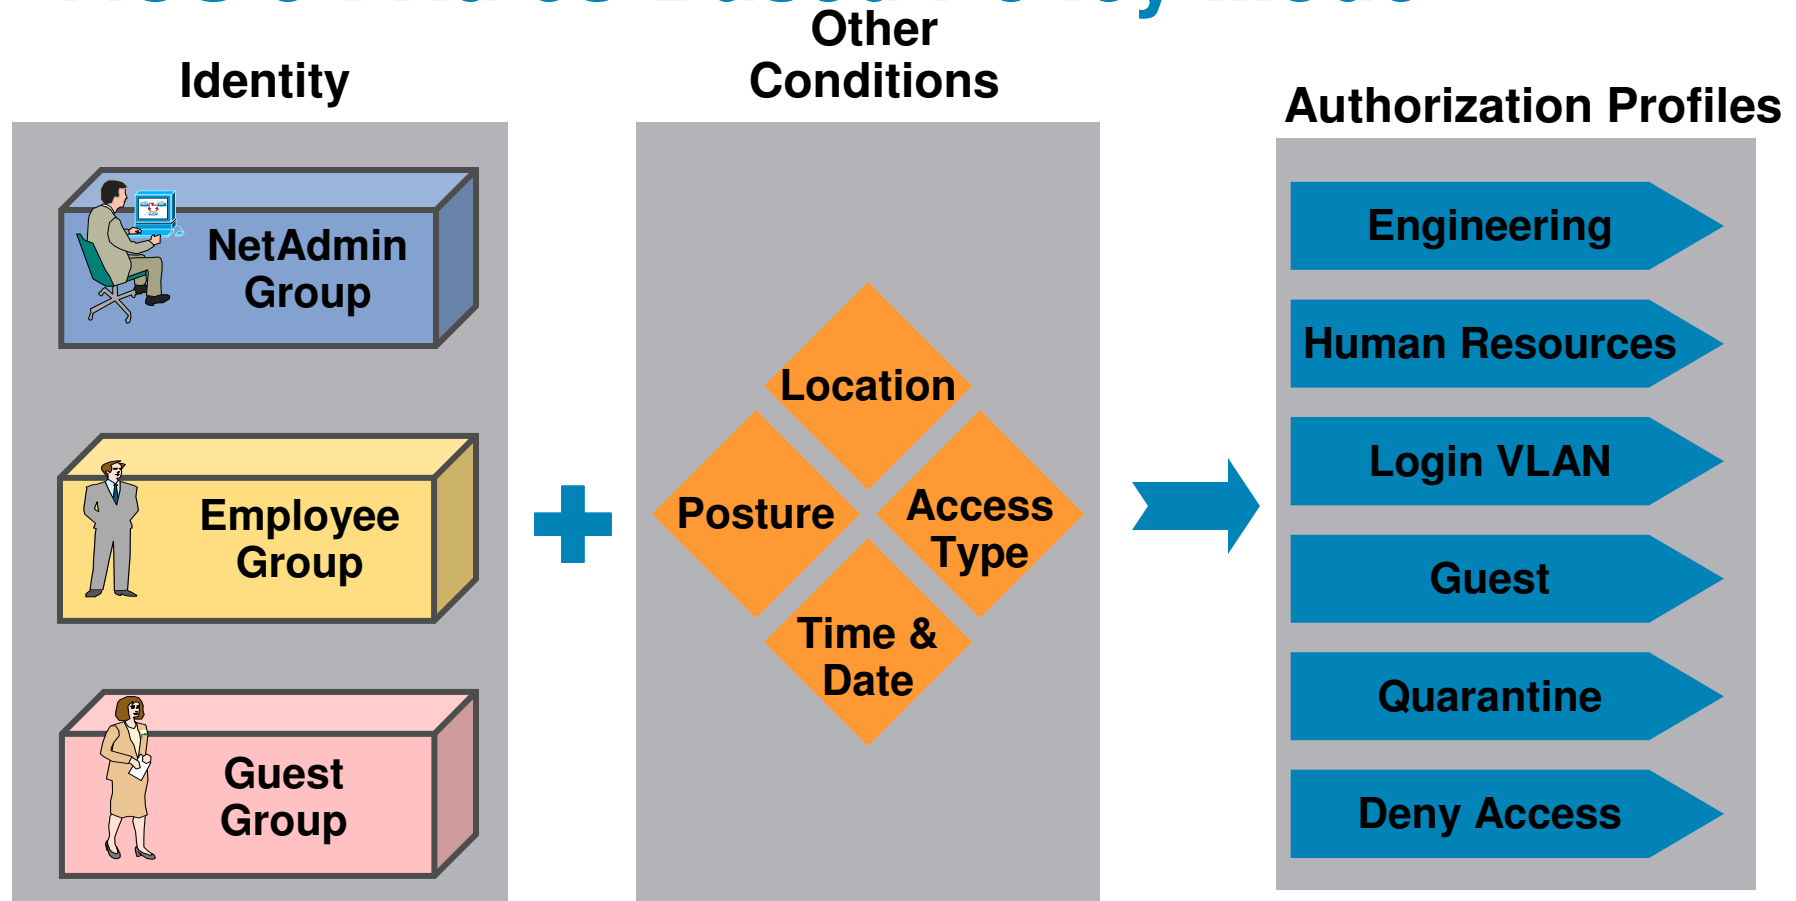 Other
Conditions
Identity
Authorization Profiles
NetAdmin
Group
Employee
Group
Guest
Group
Location
Posture
Access
Type
Time &
Date
Engineering
Human Resources
Login VLAN
Guest
Quarantine
Deny Access